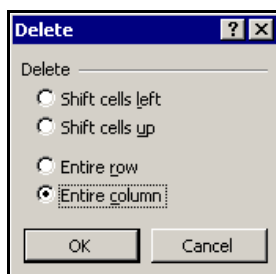 Delete
Delete
Shift cells left
Shift cells up
Entire row
Entire column
OK
Cancel